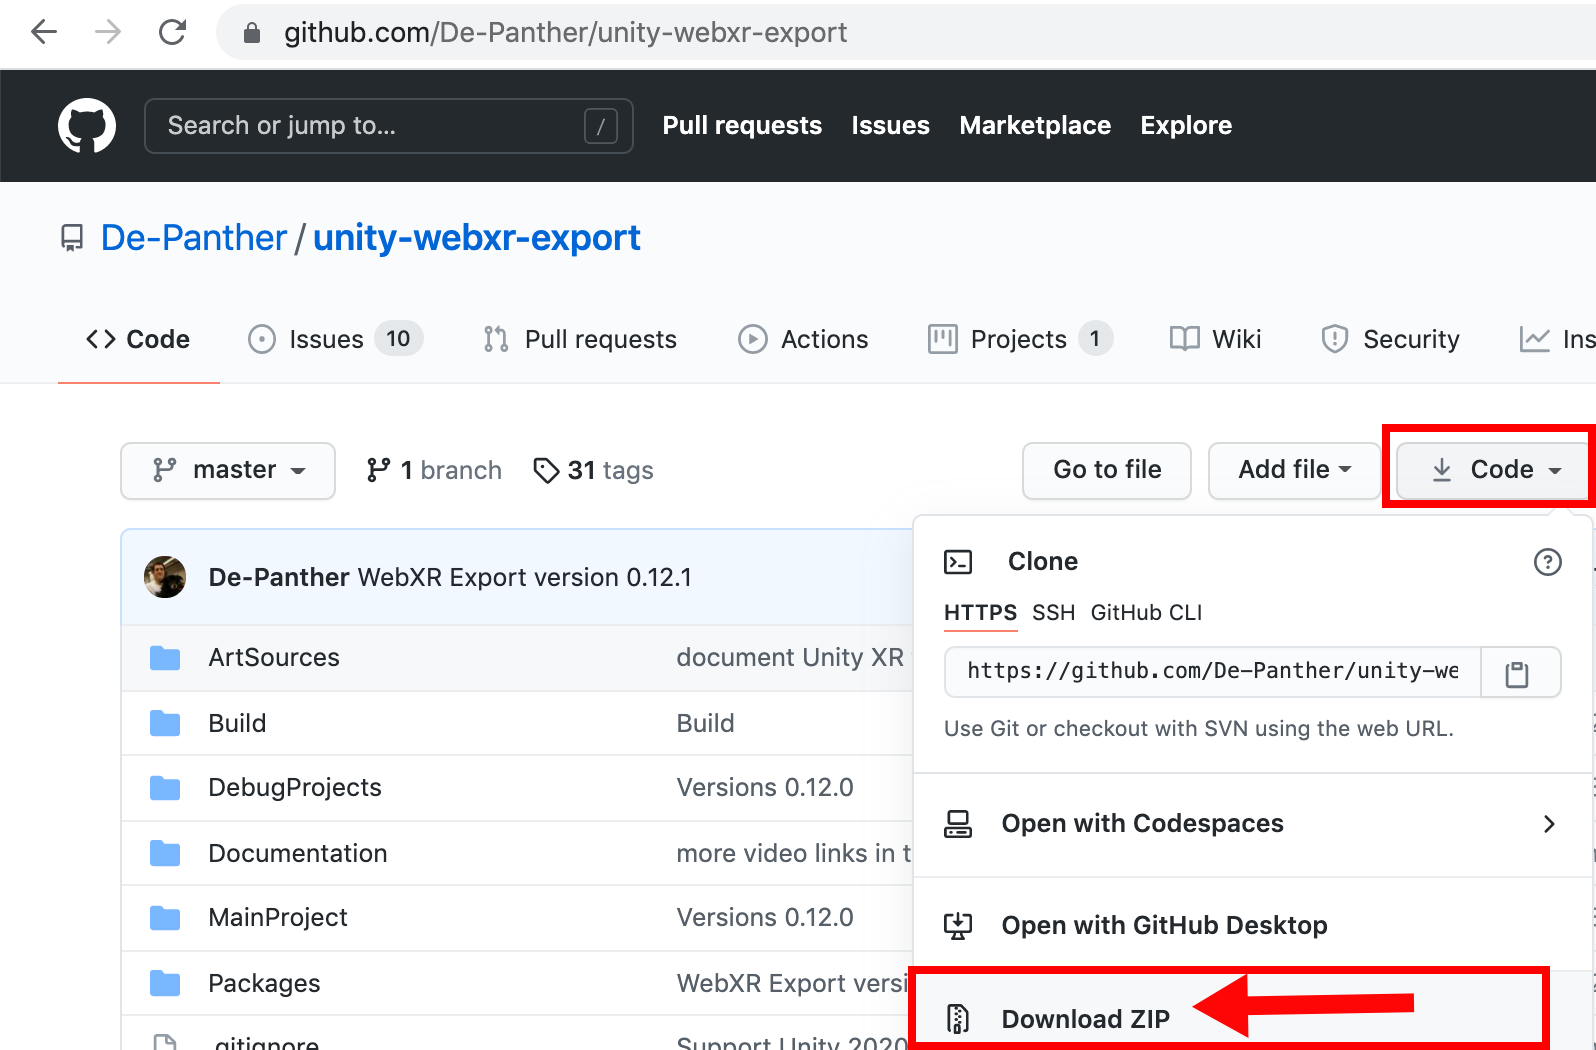 github.com/De-Panther/unity-webxr-export
Search or jump to... /
Pull requests Issues Marketplace Explore
De-Panther / unity-webxr-export
Code Issues 10 Pull requests Actions Projects 1 Wiki Security Ins
master 1 branch 31 tags Go to file Add file Code
De-Panther WebXR Export version 0.12.1
Clone
HTTPS SSH GitHub CLI
https://github.com/De-Panther/unity-we
Use Git or checkout with SVN using the web URL.
Open with Codespaces
Open with GitHub Desktop
Download ZIP
ArtSources document Unity XR
Build Build
DebugProjects Versions 0.12.0
Documentation more video links in t
MainProject Versions 0.12.0
Packages WebXR Export versi
.gitignore Support Unity 2020